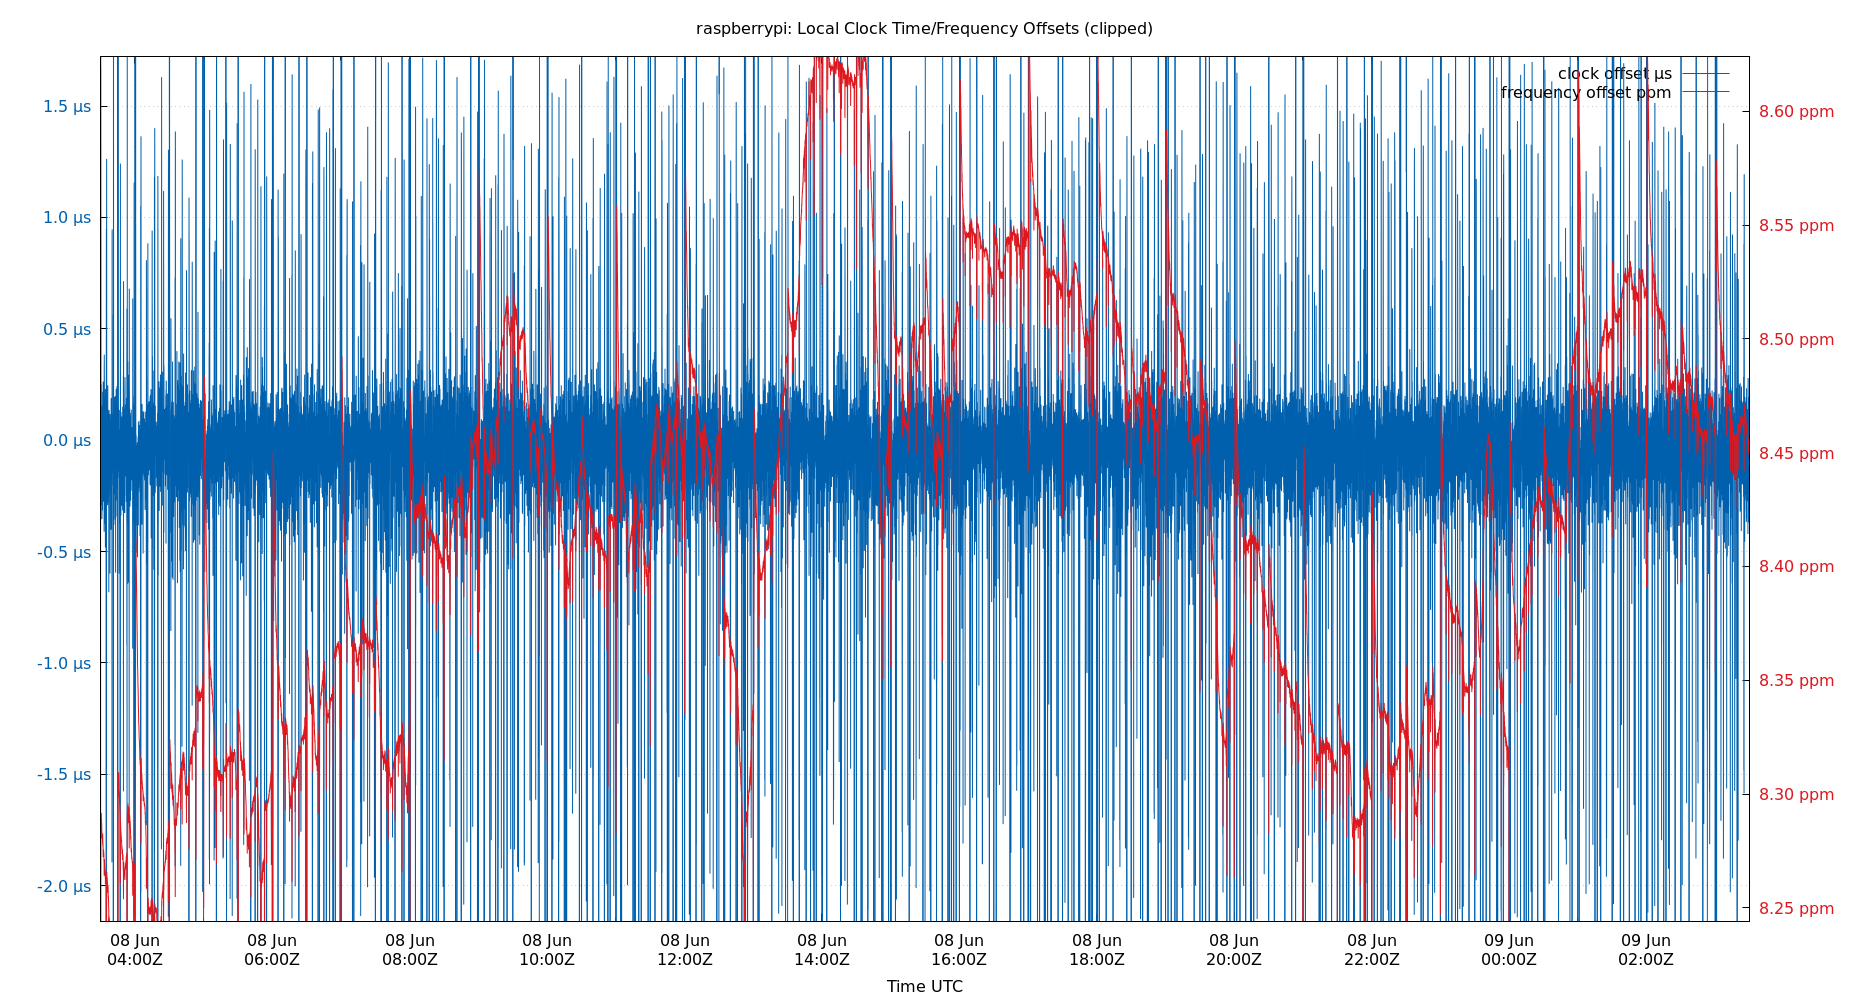 raspberrypi: Local Clock Time/Frequency Offsets (clipped)
clock offset µs
frequency offset ppm
1.5 µs
1.0 µs
0.5 µs
0.0 µs
-0.5 µs
-1.0 µs
-1.5 µs
-2.0 µs
8.60 ppm
8.55 ppm
8.50 ppm
8.45 ppm
8.40 ppm
8.35 ppm
8.30 ppm
8.25 ppm
08 Jun
04:00Z
08 Jun
06:00Z
08 Jun
08:00Z
08 Jun
10:00Z
08 Jun
12:00Z
08 Jun
14:00Z
08 Jun
16:00Z
08 Jun
18:00Z
08 Jun
20:00Z
08 Jun
22:00Z
09 Jun
00:00Z
09 Jun
02:00Z
Time UTC